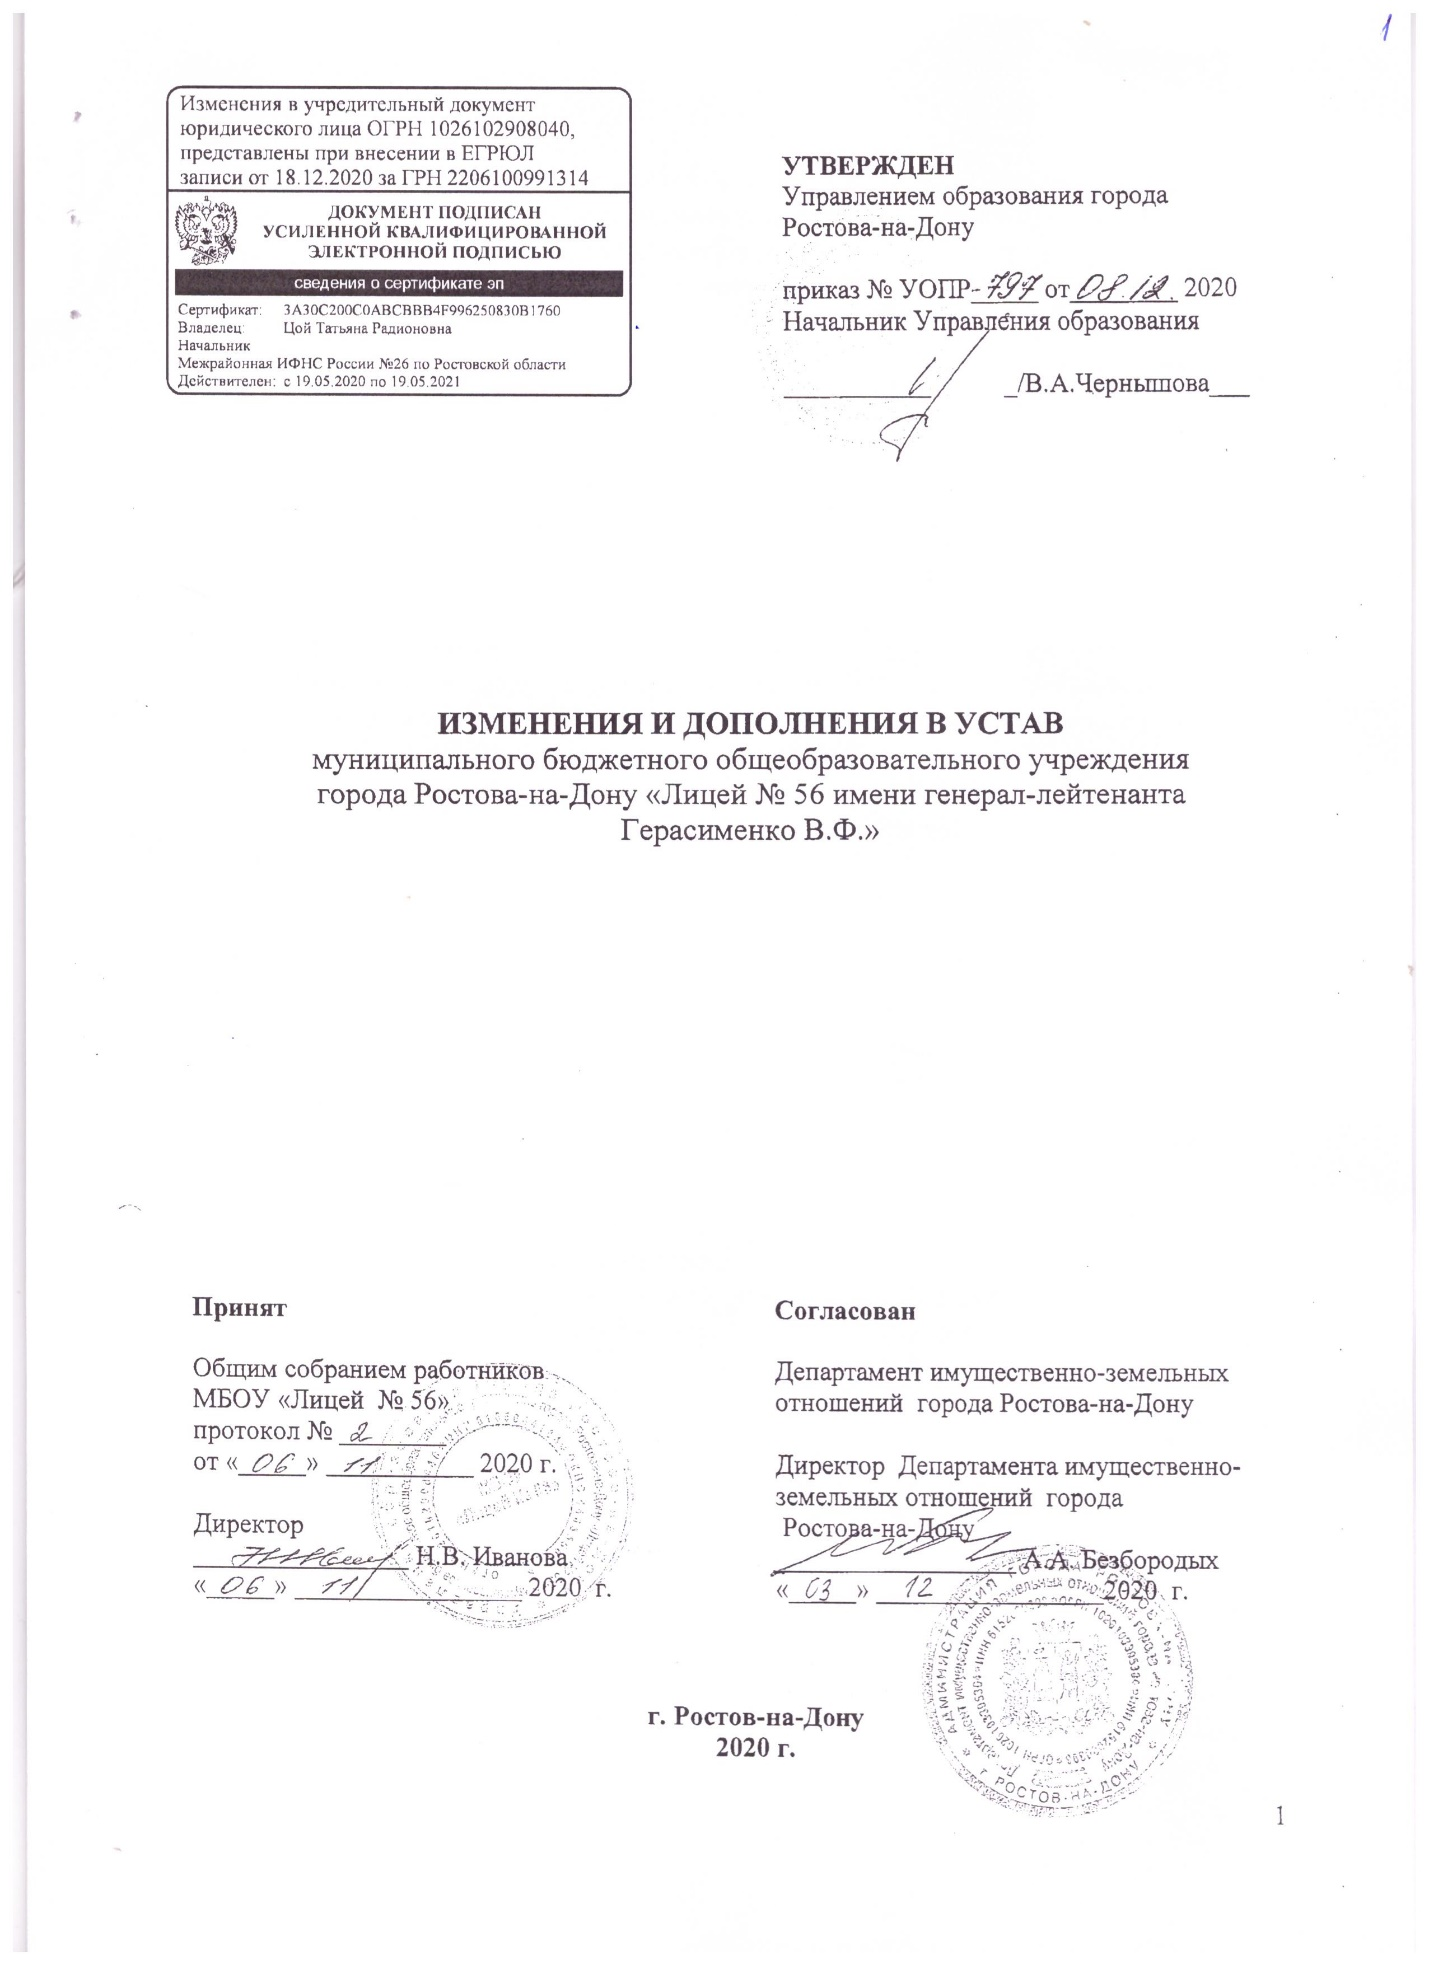 1
Изменения в учредительный документ
юридического лица ОГРН 1026102908040,
представлены при внесении в ЕГРЮЛ
записи от 18.12.2020 за ГРН 2206100991314
ДОКУМЕНТ ПОДПИСАН
УСИЛЕННОЙ КВАЛИФИЦИРОВАННОЙ
ЭЛЕКТРОННОЙ ПОДПИСЬЮ
сведения о сертификате эп
Сертификат: 3A30C200C0ABCBBB4F996250830B1760
Владелец: Цой Татьяна Радионовна
Начальник
Межрайонная ИФНС России №26 по Ростовской области
Действителен: с 19.05.2020 по 19.05.2021
УТВЕРЖДЕН
Управлением образования города
Ростова-на-Дону
приказ № УОПР-797 от 08.12. 2020
Начальник Управления образования
___________ _/В.А.Чернышова___
ИЗМЕНЕНИЯ И ДОПОЛНЕНИЯ В УСТАВ
муниципального бюджетного общеобразовательного учреждения
города Ростова-на-Дону «Лицей № 56 имени генерал-лейтенанта
Герасименко В.Ф.»
Принят
Общим собранием работников
МБОУ «Лицей № 56»
протокол № 2
от «06» 11 2020 г.
Директор
Н.В. Иванова
«06» 11 2020 г.
Согласован
Департамент имущественно-земельных
отношений города Ростова-на-Дону
Директор Департамента имущественно-
земельных отношений города
Ростова-на-Дону
А.А. Безбородых
«03» 12 2020 г.
г. РОСТОВ-НА-ДОНУ
г. Ростов-на-Дону
2020 г.
1